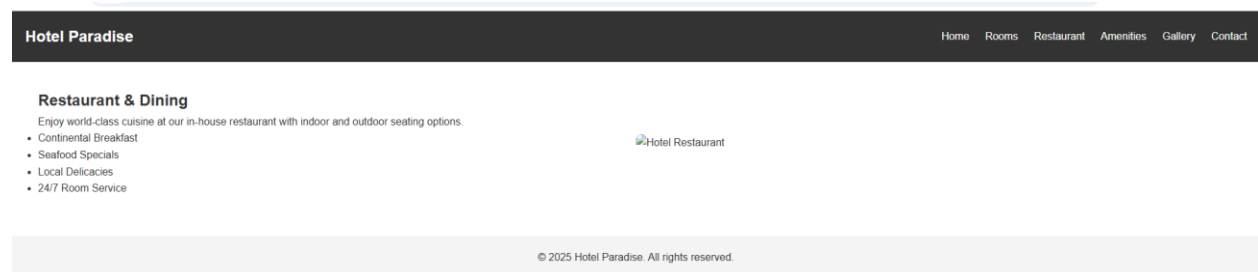 Hotel Paradise
Home Rooms Restaurant Amenities Gallery Contact
Restaurant & Dining
Enjoy world-class cuisine at our in-house restaurant with indoor and outdoor seating options.
• Continental Breakfast
• Seafood Specials
• Local Delicacies
• 24/7 Room Service
Hotel Restaurant
© 2025 Hotel Paradise. All rights reserved.